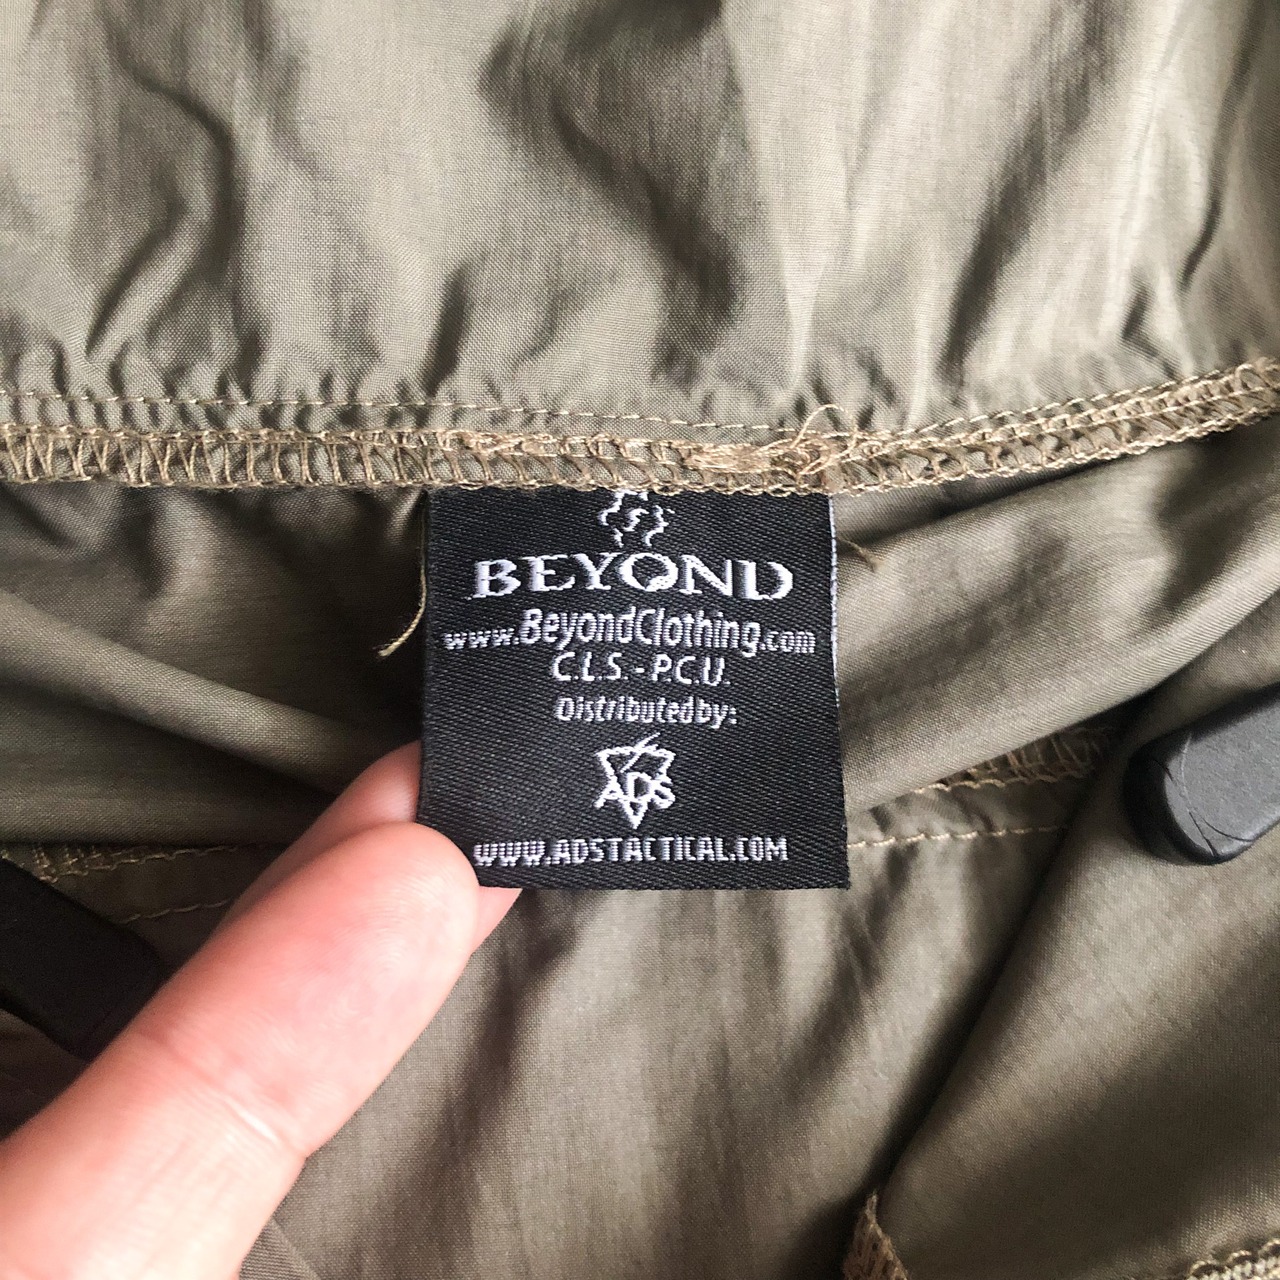 BEYOND
www.BeyondClothing.com
C.L.S. - P.C.U.
Distributed by:
ADS
WWW.ADSTACTICAL.COM